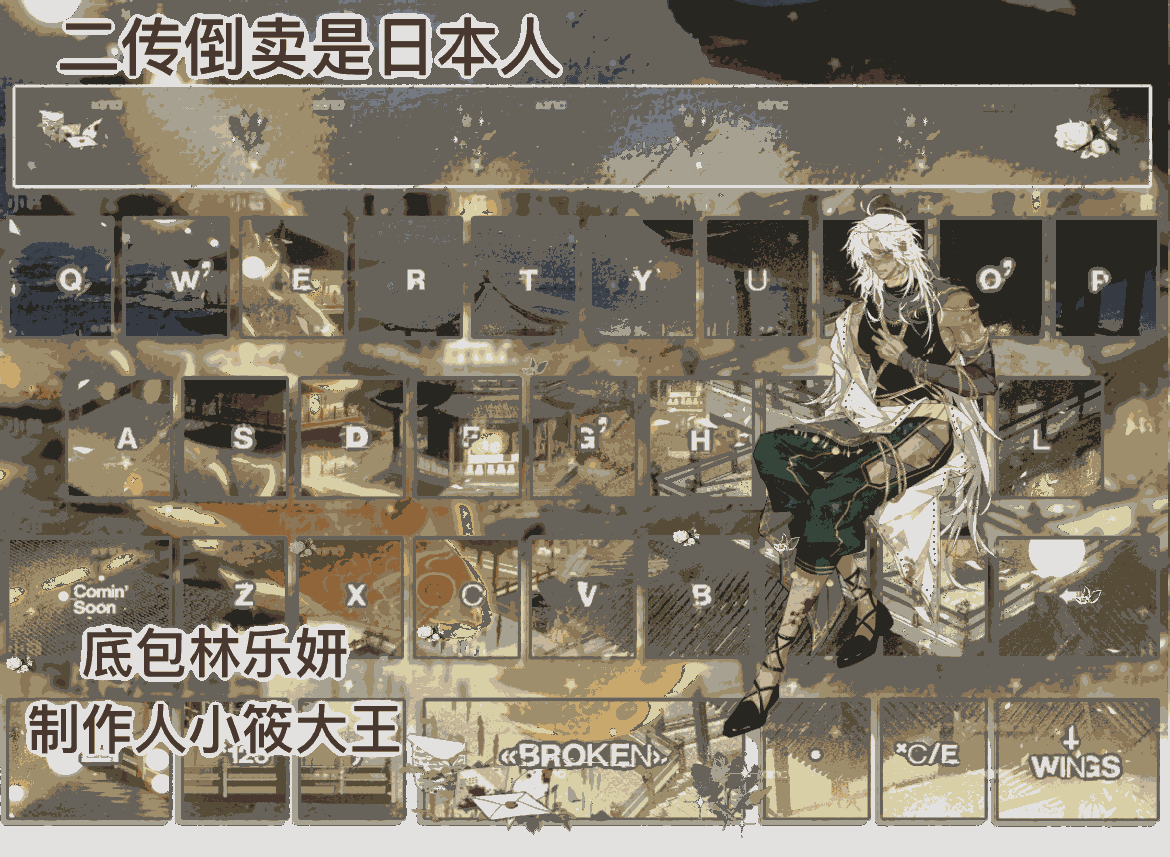 二传倒卖是日本人
Q W’ E R T Y’ U O’ P
A S D F G’ H L
Comin’ Soon Z X C V B
底包林乐妍
制作人小筱大王
123 , «BROKEN» · *C/E WINGS